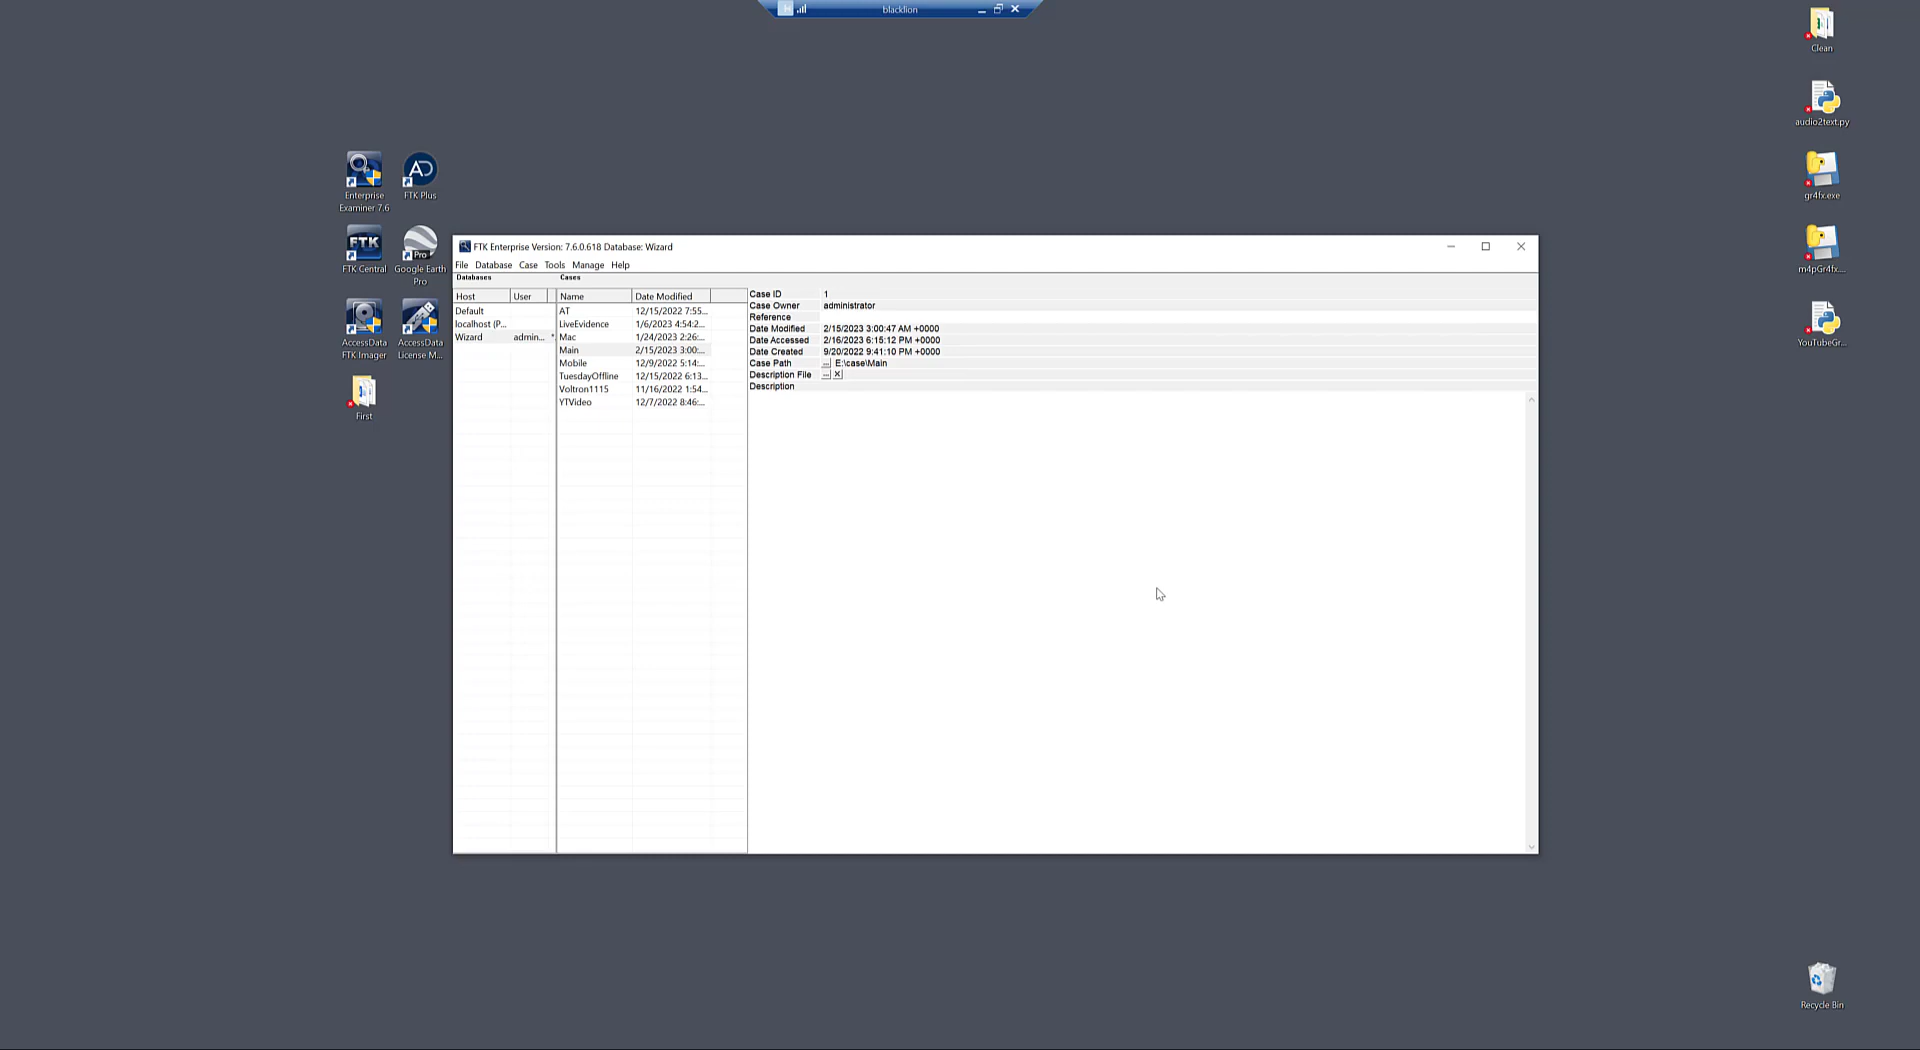 blacklion
Clean
audio2text.py
gr4fx.exe
m4pGr4fx....
YouTubeGr...
Recycle Bin
Enterprise
Examiner 7.6
FTK Plus
FTK
FTK Central
Pro
Google Earth
Pro
AccessData
FTK Imager
AccessData
License M...
First
FTK Enterprise Version: 7.6.0.618 Database: Wizard
File Database Case Tools Manage Help
Databases
Host User
Default
localhost (P...
Wizard admin... *
Cases
Name Date Modified
AT 12/15/2022 7:55...
LiveEvidence 1/6/2023 4:54:2...
Mac 1/24/2023 2:26:...
Main 2/15/2023 3:00:...
Mobile 12/9/2022 5:14:...
TuesdayOffline 12/15/2022 6:13...
Voltron1115 11/16/2022 1:54...
YTVideo 12/7/2022 8:46:...
Case ID 1
Case Owner administrator
Reference
Date Modified 2/15/2023 3:00:47 AM +0000
Date Accessed 2/16/2023 6:15:12 PM +0000
Date Created 9/20/2022 9:41:10 PM +0000
Case Path ... E:\case\Main
Description File ... X
Description